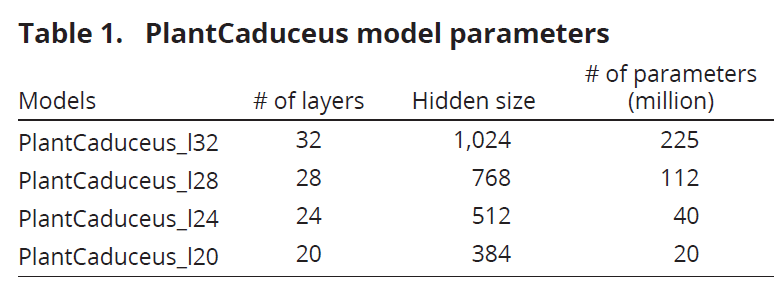 Table 1. PlantCaduceus model parameters
Models # of layers Hidden size # of parameters (million)
PlantCaduceus_l32 32 1,024 225
PlantCaduceus_l28 28 768 112
PlantCaduceus_l24 24 512 40
PlantCaduceus_l20 20 384 20